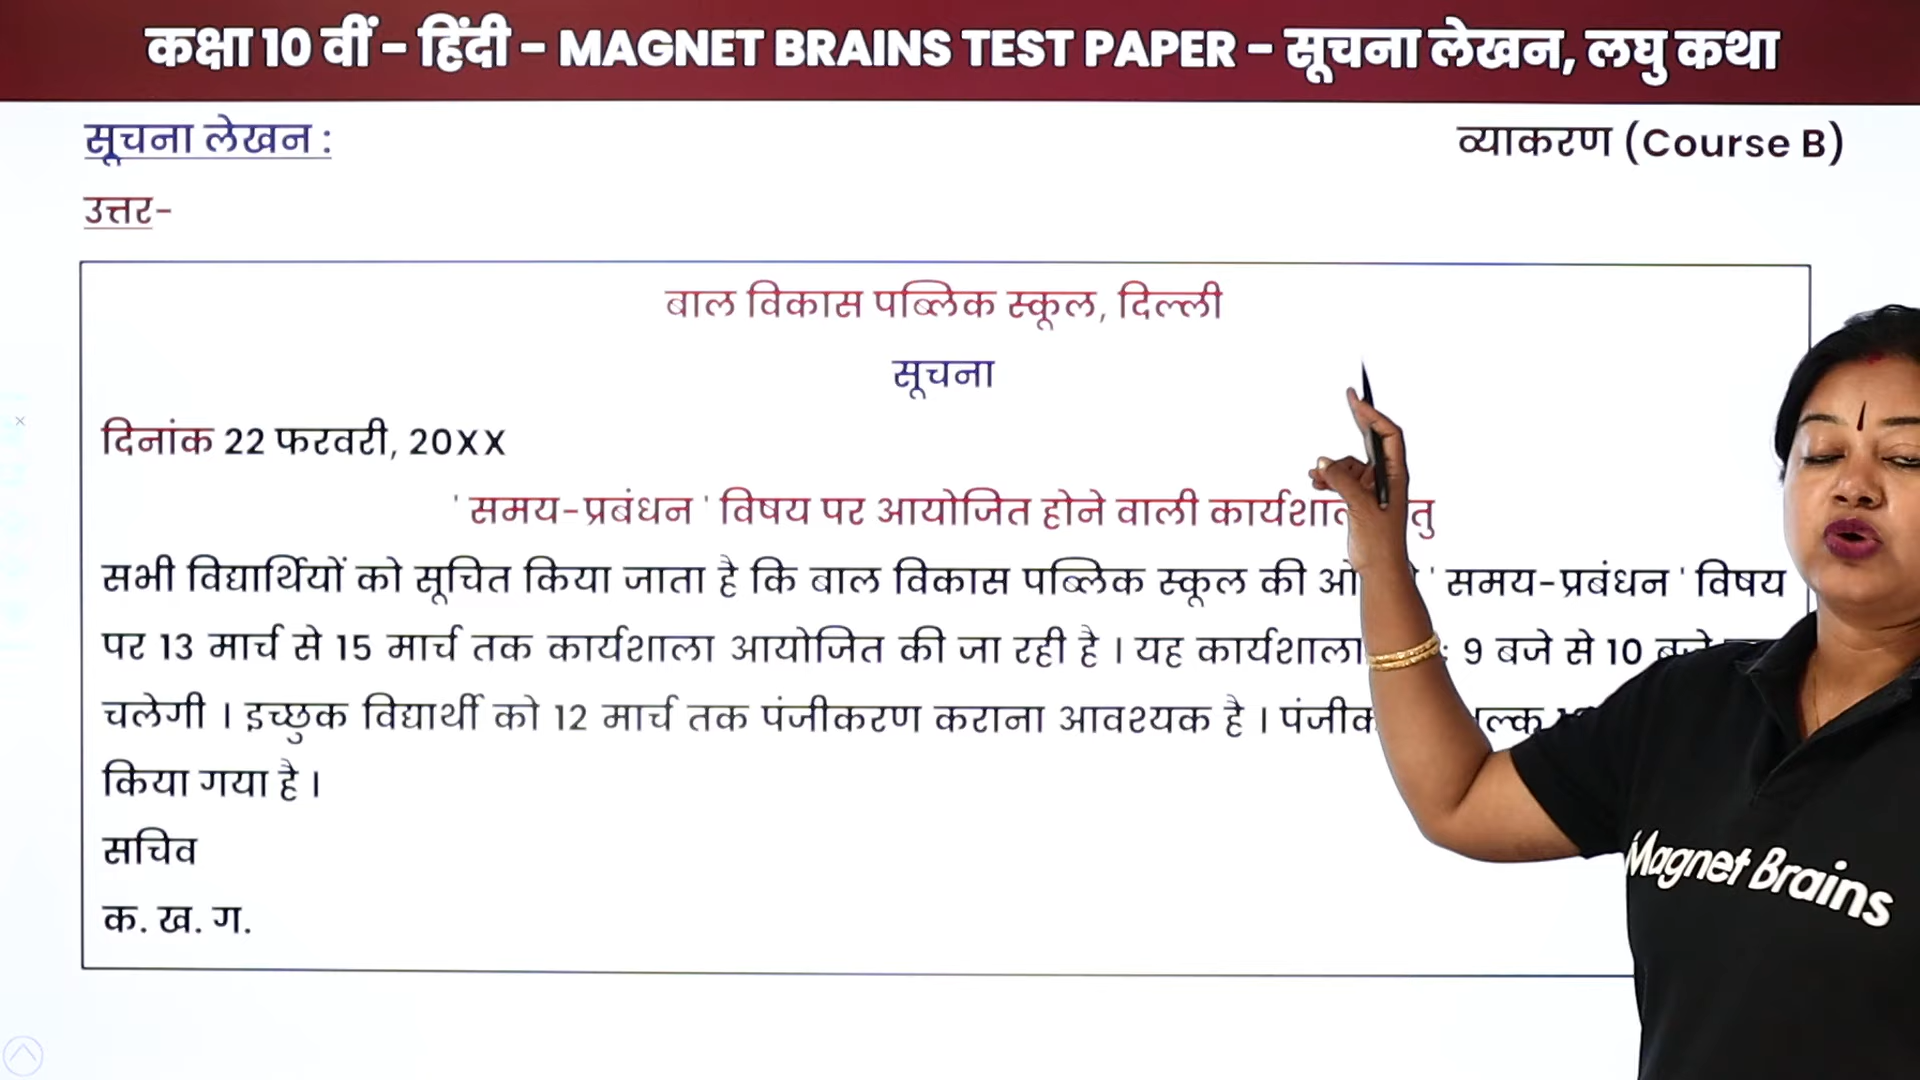 कक्षा 10 वीं – हिंदी – MAGNET BRAINS TEST PAPER – सूचना लेखन, लघु कथा
सूचना लेखन : व्याकरण (Course B)
उत्तर–
बाल विकास पब्लिक स्कूल, दिल्ली
सूचना
दिनांक 22 फरवरी, 20XX
' समय-प्रबंधन ' विषय पर आयोजित होने वाली
सभी विद्यार्थियों को सूचित किया जाता है कि बाल विकास पब्लिक स्कूल की ' समय-प्रबंधन ' विषय
पर 13 मार्च से 15 मार्च तक कार्यशाला आयोजित की जा रही है । यह कार्यशाला 9 बजे से 10 बजे
चलेगी । इच्छुक विद्यार्थी को 12 मार्च तक पंजीकरण कराना आवश्यक है ।
किया गया है ।
सचिव
क. ख. ग.
Magnet Brains